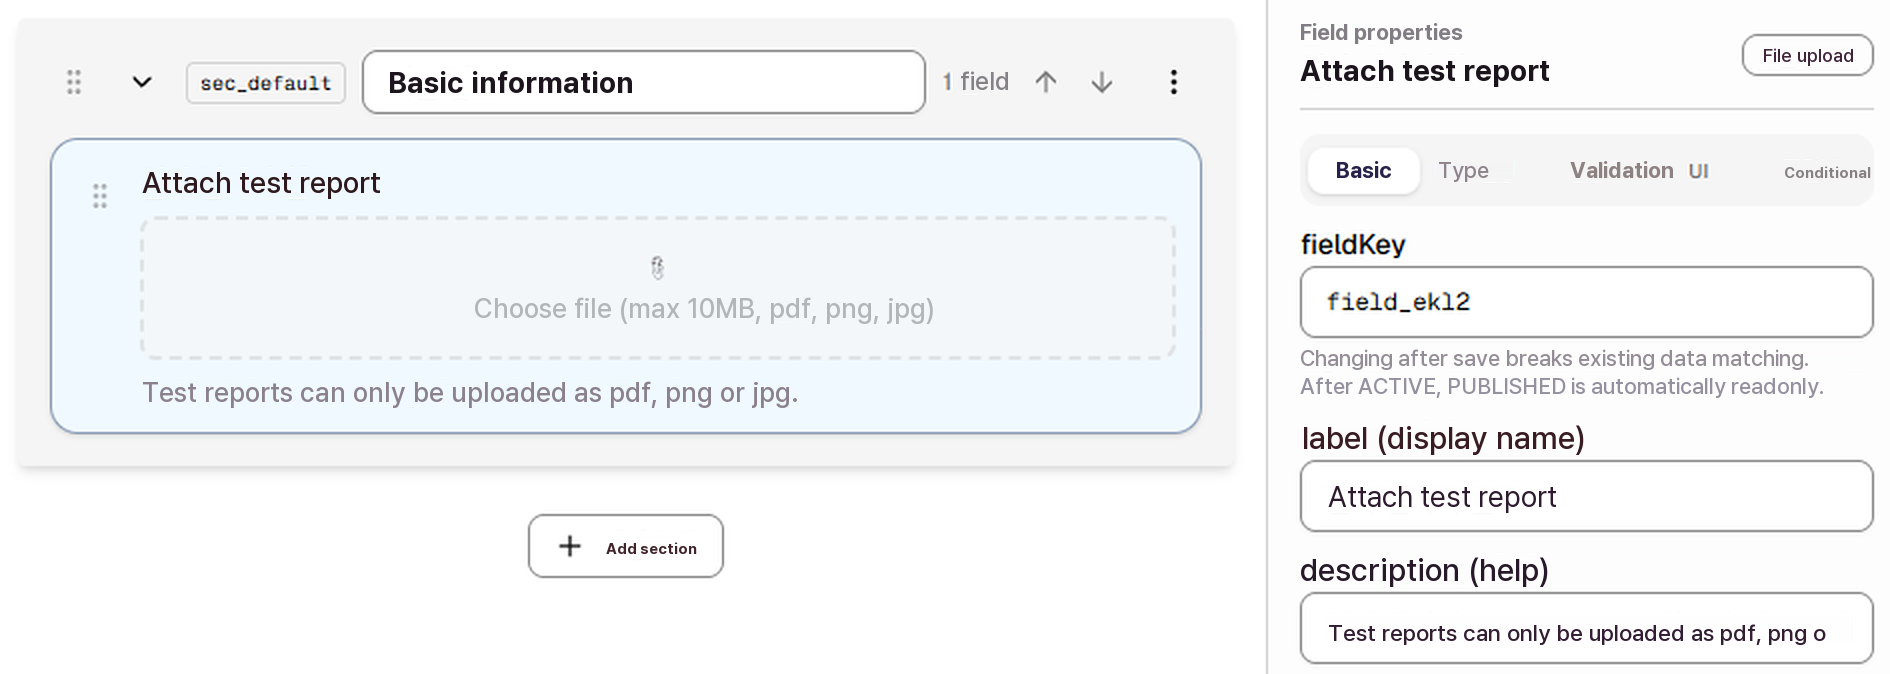 sec_default
Basic information
1 field
Attach test report
Choose file (max 10MB, pdf, png, jpg)
Test reports can only be uploaded as pdf, png or jpg.
Add section
Field properties
Attach test report
File upload
Basic Type Validation UI Conditional
fieldKey
field_ekl2
Changing after save breaks existing data matching.
After ACTIVE, PUBLISHED is automatically readonly.
label (display name)
Attach test report
description (help)
Test reports can only be uploaded as pdf, png o